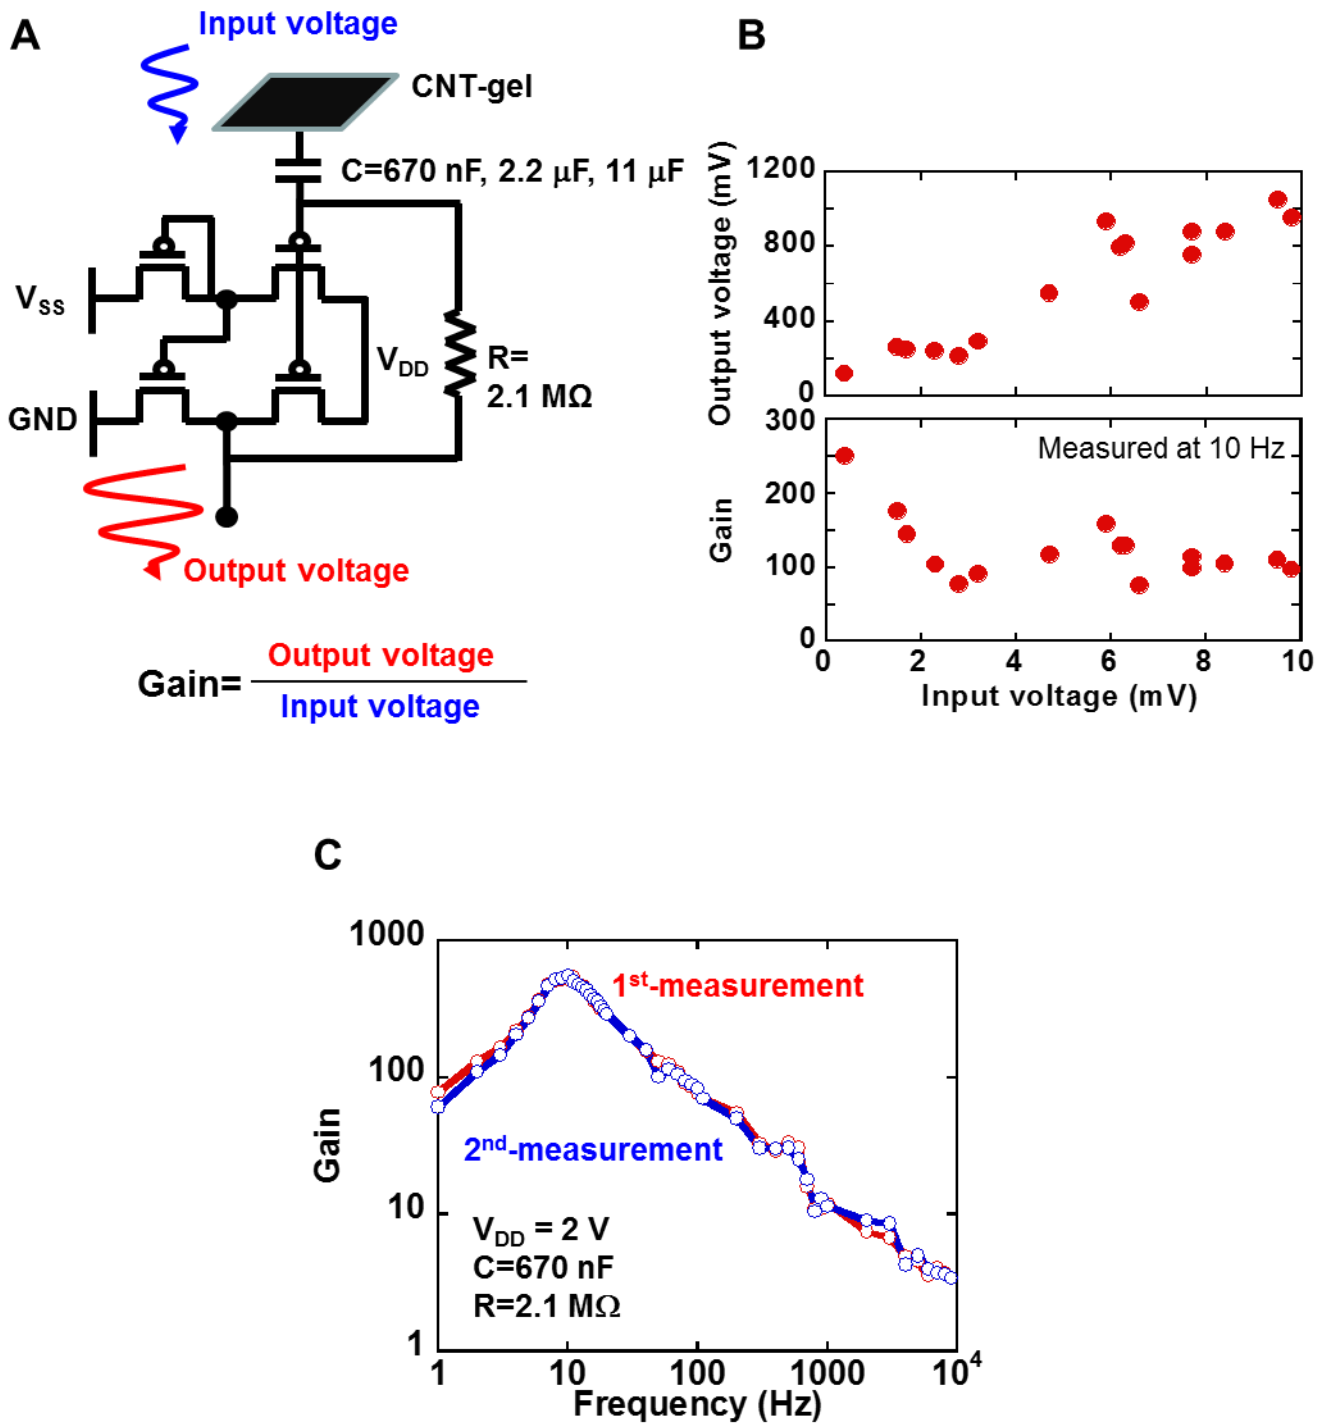 A
Input voltage
CNT-gel
C=670 nF, 2.2 μF, 11 μF
V_SS
V_DD
R=
2.1 MΩ
GND
Output voltage
Gain=
Output voltage
Input voltage
B
Output voltage (mV)
1200
800
400
0
Gain
300
200
100
0
Measured at 10 Hz
0 2 4 6 8 10
Input voltage (mV)
C
Gain
1000
100
10
1
1st-measurement
2nd-measurement
V_DD = 2 V
C=670 nF
R=2.1 MΩ
1 10 100 1000 10^4
Frequency (Hz)